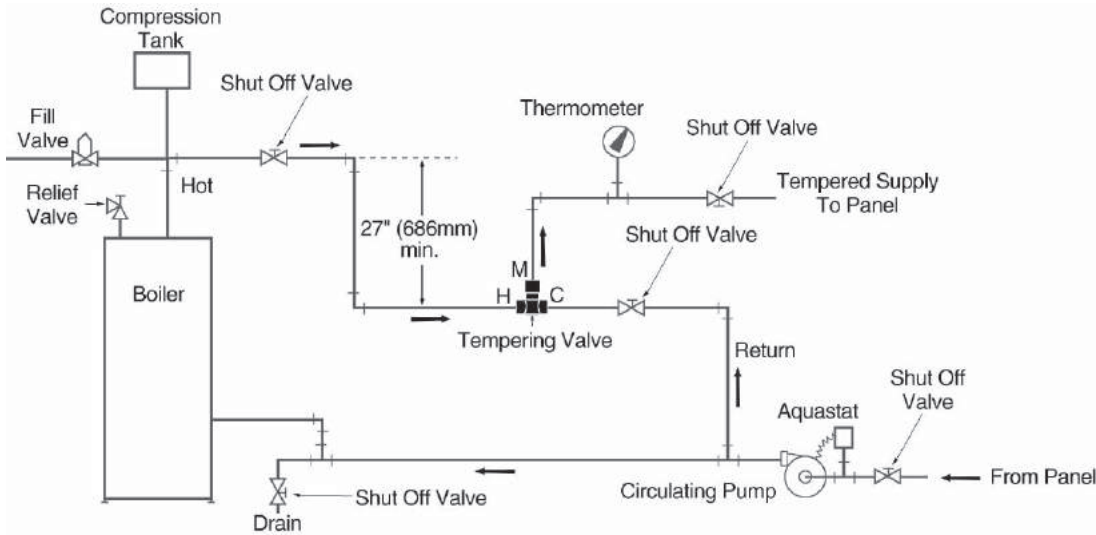 Compression
Tank
Shut Off Valve
Fill
Valve
Thermometer
Shut Off Valve
Hot
Relief
Valve
Tempered Supply
To Panel
27" (686mm)
min.
Shut Off Valve
M
Boiler
H
C
Tempering Valve
Return
Shut Off
Valve
Aquastat
From Panel
Circulating Pump
Shut Off Valve
Drain